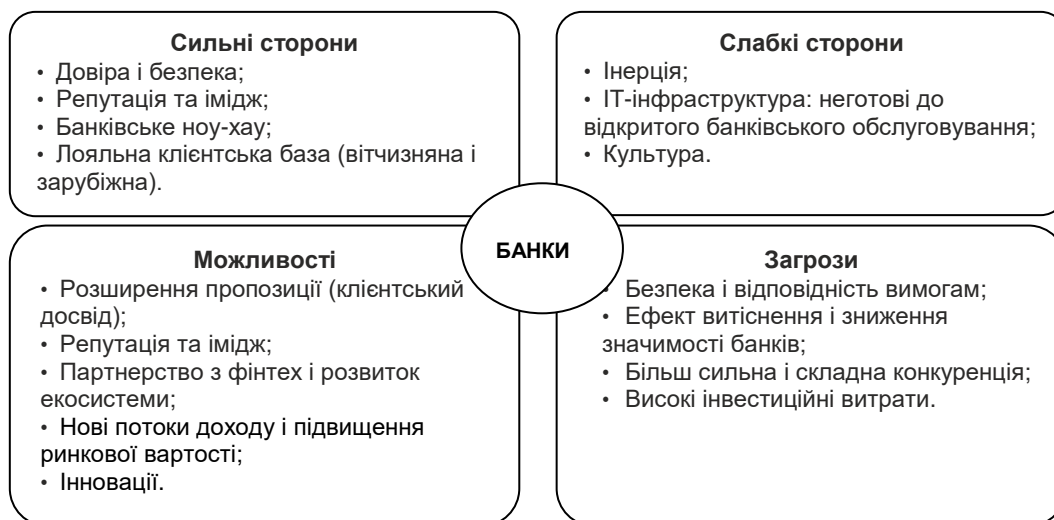 Сильні сторони
• Довіра і безпека;
• Репутація та імідж;
• Банківське ноу-хау;
• Лояльна клієнтська база (вітчизняна і
зарубіжна).
Слабкі сторони
• Інерція;
• ІТ-інфраструктура: неготові до
відкритого банківського обслуговування;
• Культура.
БАНКИ
Можливості
• Розширення пропозиції (клієнтський
досвід);
• Репутація та імідж;
• Партнерство з фінтех і розвиток
екосистеми;
• Нові потоки доходу і підвищення
ринкової вартості;
• Інновації.
Загрози
• Безпека і відповідність вимогам;
• Ефект витіснення і зниження
значимості банків;
• Більш сильна і складна конкуренція;
• Високі інвестиційні витрати.